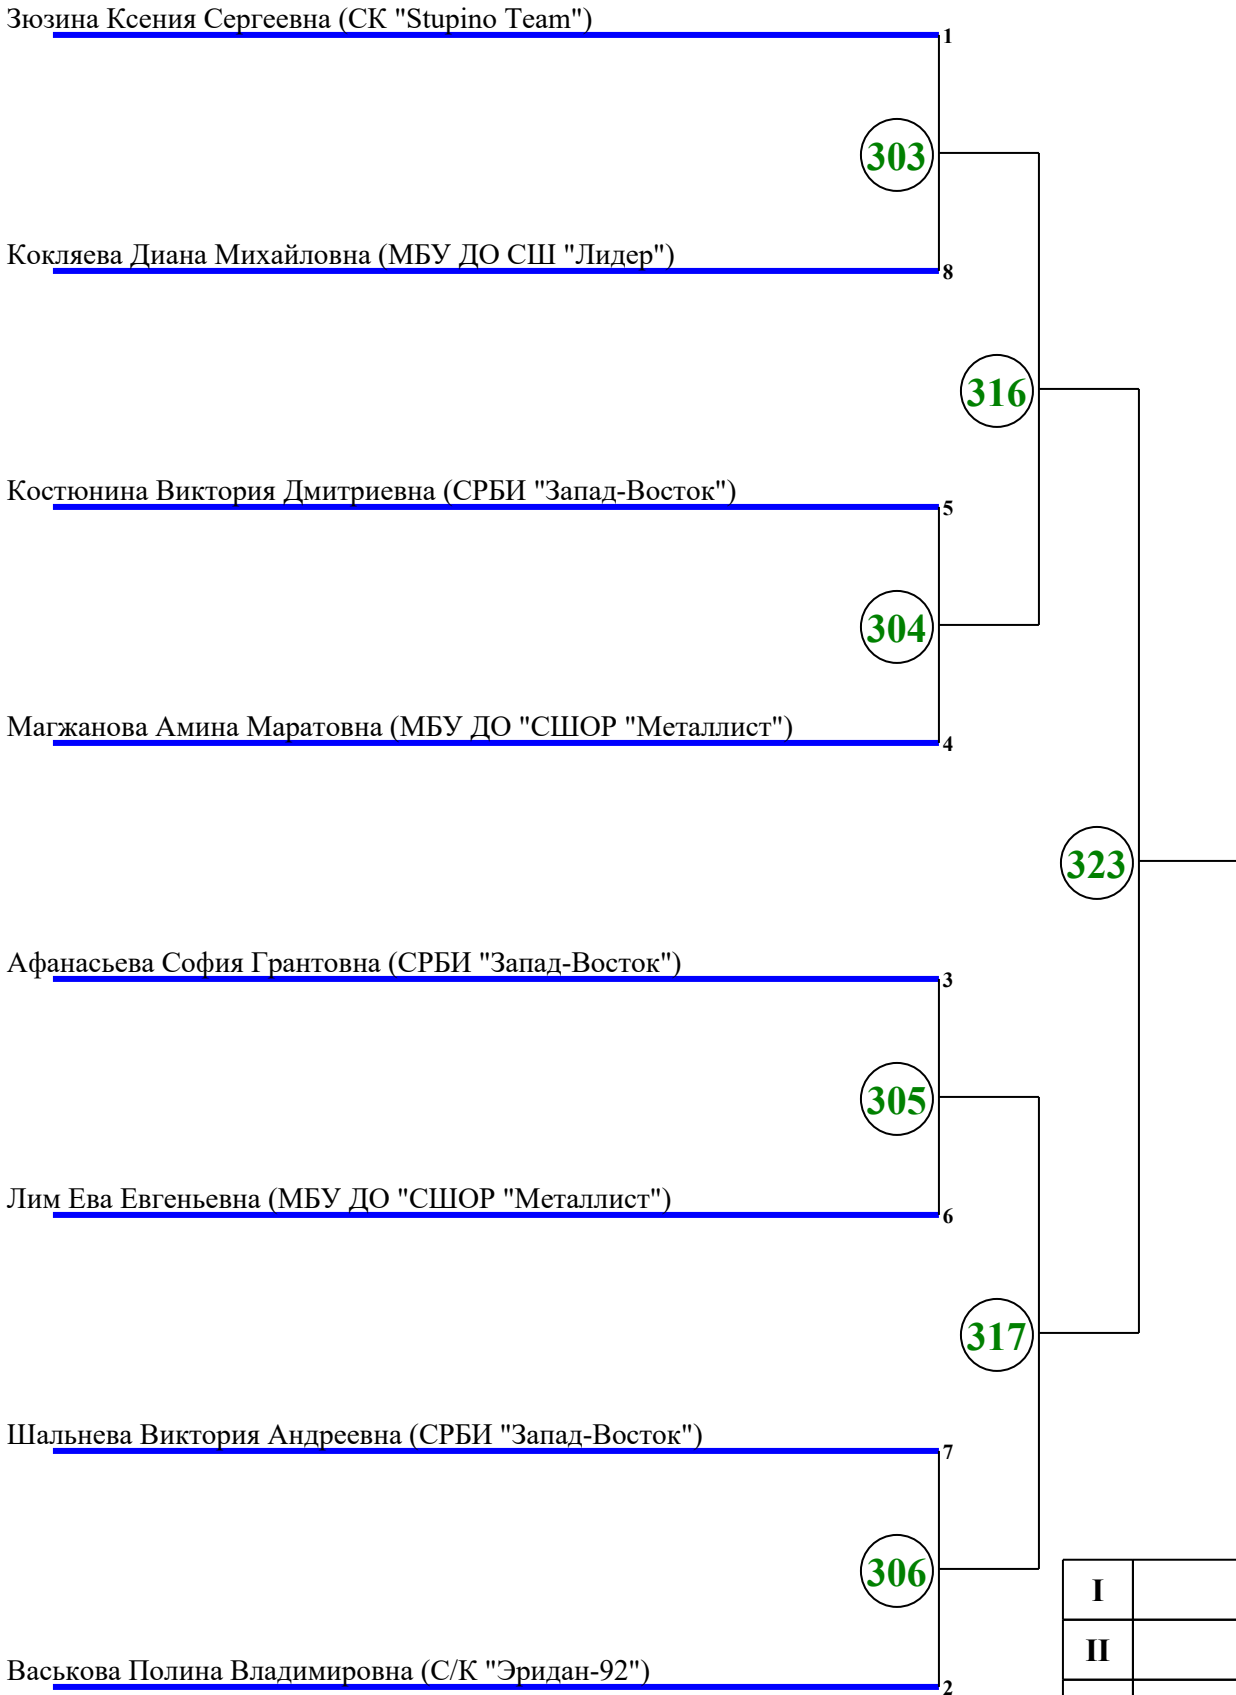 Зюзина Ксения Сергеевна (СК "Stupino Team")
1
303
Кокляева Диана Михайловна (МБУ ДО СШ "Лидер")
8
316
Костюнина Виктория Дмитриевна (СРБИ "Запад-Восток")
5
304
Магжанова Амина Маратовна (МБУ ДО "СШОР "Металлист")
4
323
Афанасьева София Грантовна (СРБИ "Запад-Восток")
3
305
Лим Ева Евгеньевна (МБУ ДО "СШОР "Металлист")
6
317
Шальнева Виктория Андреевна (СРБИ "Запад-Восток")
7
306
I
II
Васькова Полина Владимировна (С/К "Эридан-92")
2